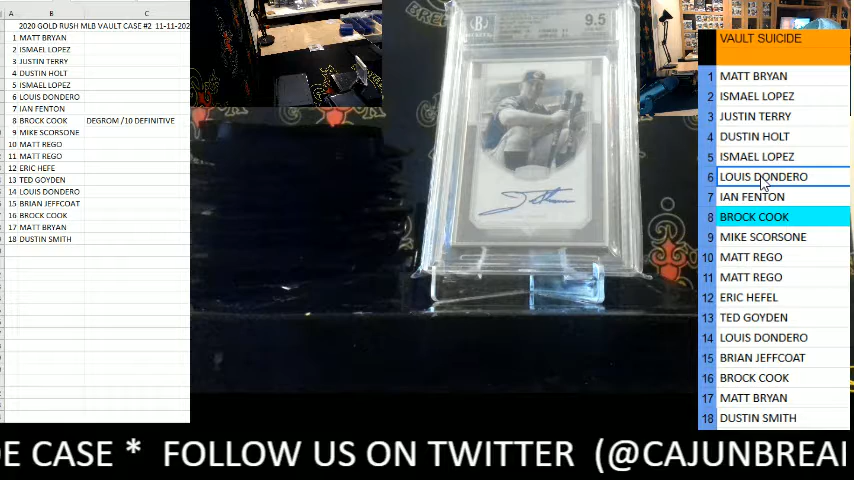 A B C
2020 GOLD RUSH MLB VAULT CASE #2 11-11-202
1 MATT BRYAN
2 ISMAEL LOPEZ
3 JUSTIN TERRY
4 DUSTIN HOLT
5 ISMAEL LOPEZ
6 LOUIS DONDERO
7 IAN FENTON
8 BROCK COOK DEGROM /10 DEFINITIVE
9 MIKE SCORSONE
10 MATT REGO
11 MATT REGO
12 ERIC HEFE
13 TED GOYDEN
14 LOUIS DONDERO
15 BRIAN JEFFCOAT
16 BROCK COOK
17 MATT BRYAN
18 DUSTIN SMITH
9.5
VAULT SUICIDE
1 MATT BRYAN
2 ISMAEL LOPEZ
3 JUSTIN TERRY
4 DUSTIN HOLT
5 ISMAEL LOPEZ
6 LOUIS DONDERO
7 IAN FENTON
8 BROCK COOK
9 MIKE SCORSONE
10 MATT REGO
11 MATT REGO
12 ERIC HEFEL
13 TED GOYDEN
14 LOUIS DONDERO
15 BRIAN JEFFCOAT
16 BROCK COOK
17 MATT BRYAN
18 DUSTIN SMITH
DE CASE * FOLLOW US ON TWITTER (@CAJUNBREAI